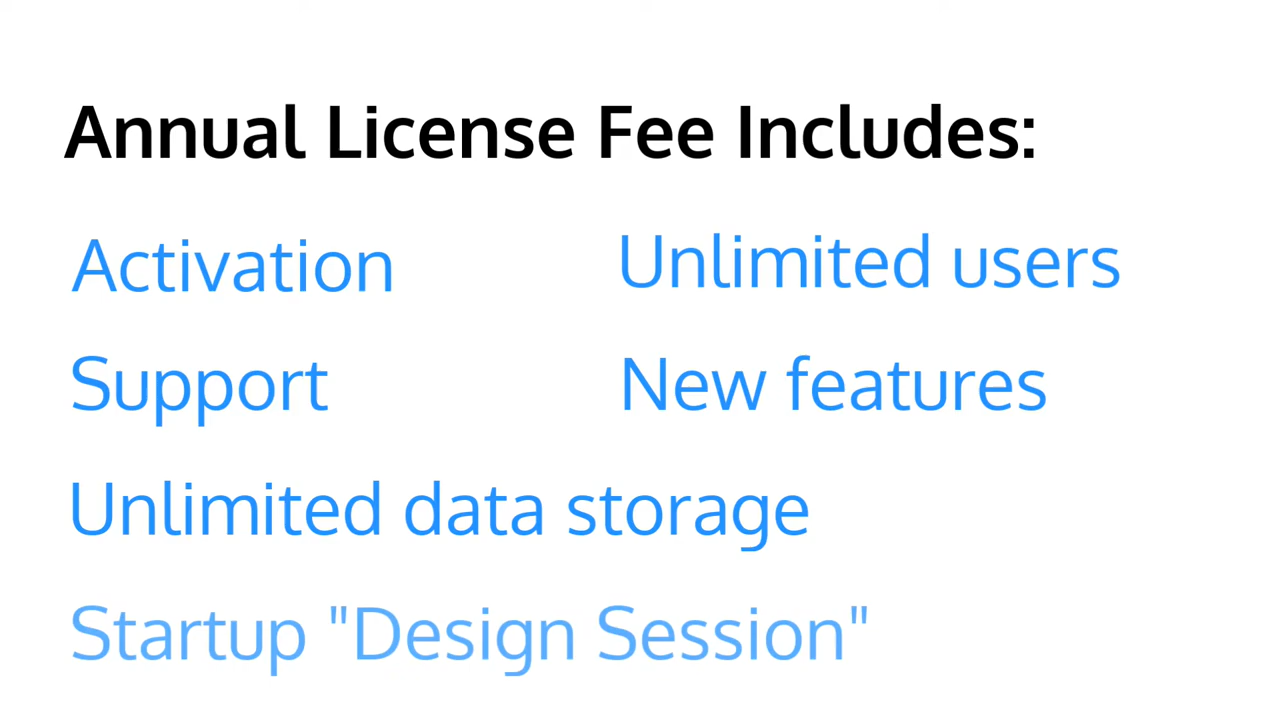 Annual License Fee Includes:
Activation
Unlimited users
Support
New features
Unlimited data storage
Startup "Design Session"